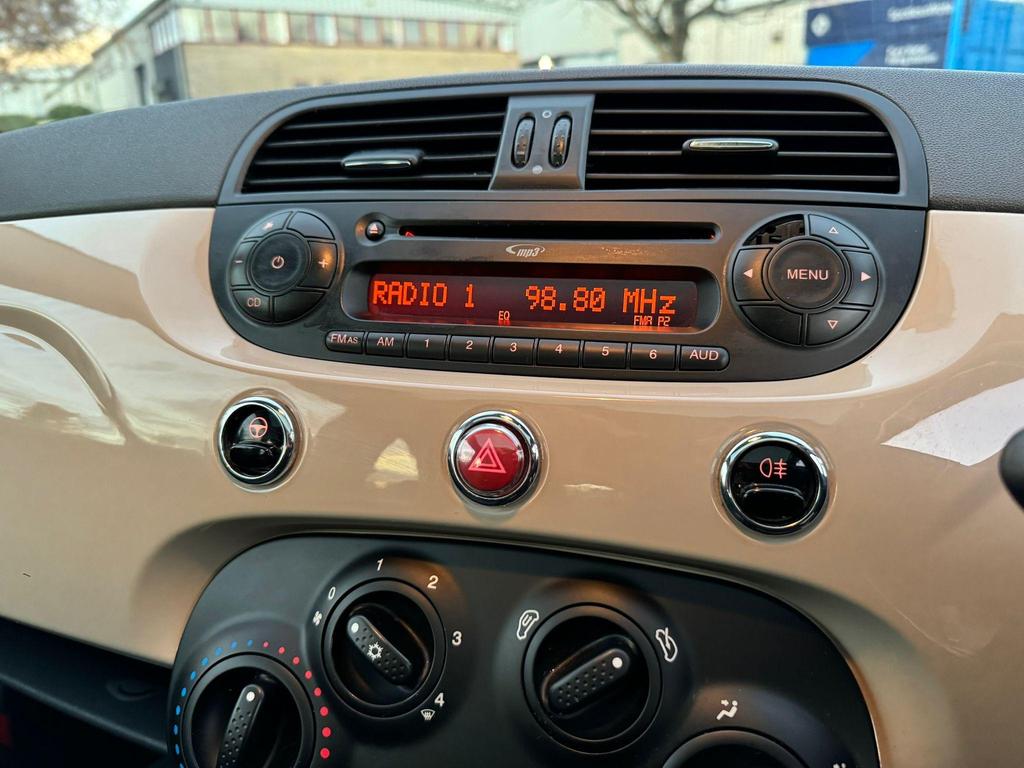 mp3
+
-
CD
MENU
RADIO 1 98.80 MHz
EQ FMA P2
FM AS AM 1 2 3 4 5 6 AUD
0 1 2 3 4